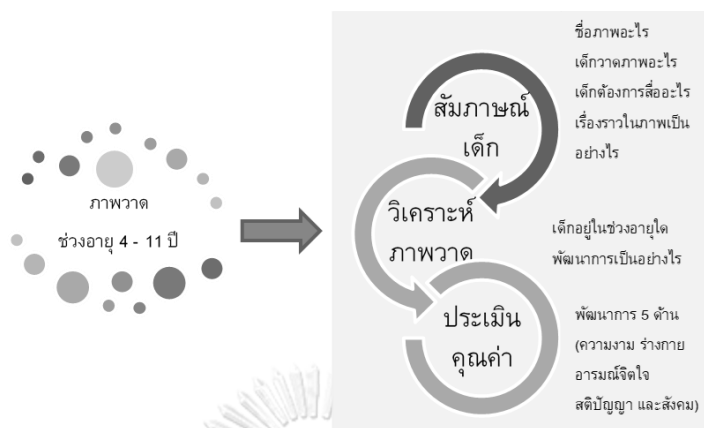 ภาพวาด
ช่วงอายุ 4 - 11 ปี
สัมภาษณ์
เด็ก
ชื่อภาพอะไร
เด็กวาดภาพอะไร
เด็กต้องการสื่ออะไร
เรื่องราวในภาพเป็น
อย่างไร
วิเคราะห์
ภาพวาด
เด็กอยู่ในช่วงอายุใด
พัฒนาการเป็นอย่างไร
ประเมิน
คุณค่า
พัฒนาการ 5 ด้าน
(ความงาม ร่างกาย
อารมณ์จิตใจ
สติปัญญา และสังคม)